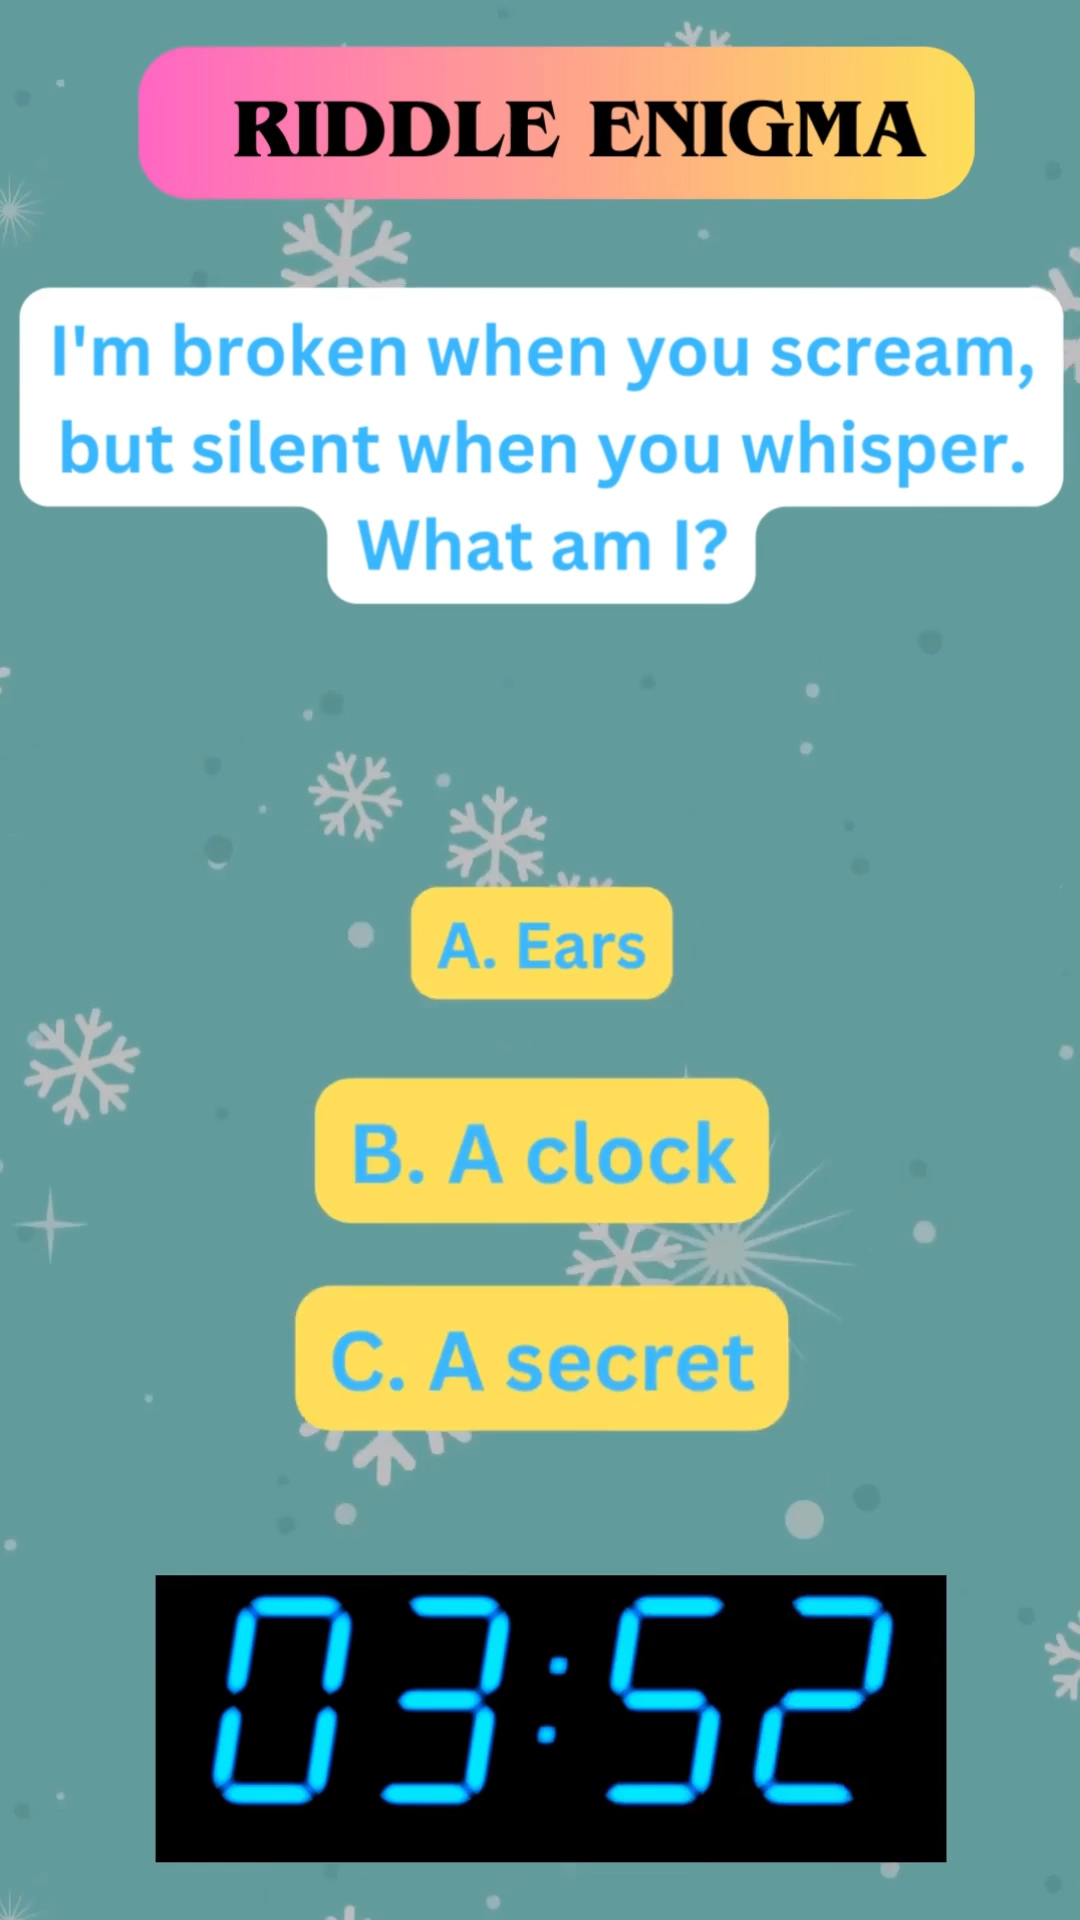 RIDDLE ENIGMA
I'm broken when you scream,
but silent when you whisper.
What am I?
A. Ears
B. A clock
C. A secret
03:52